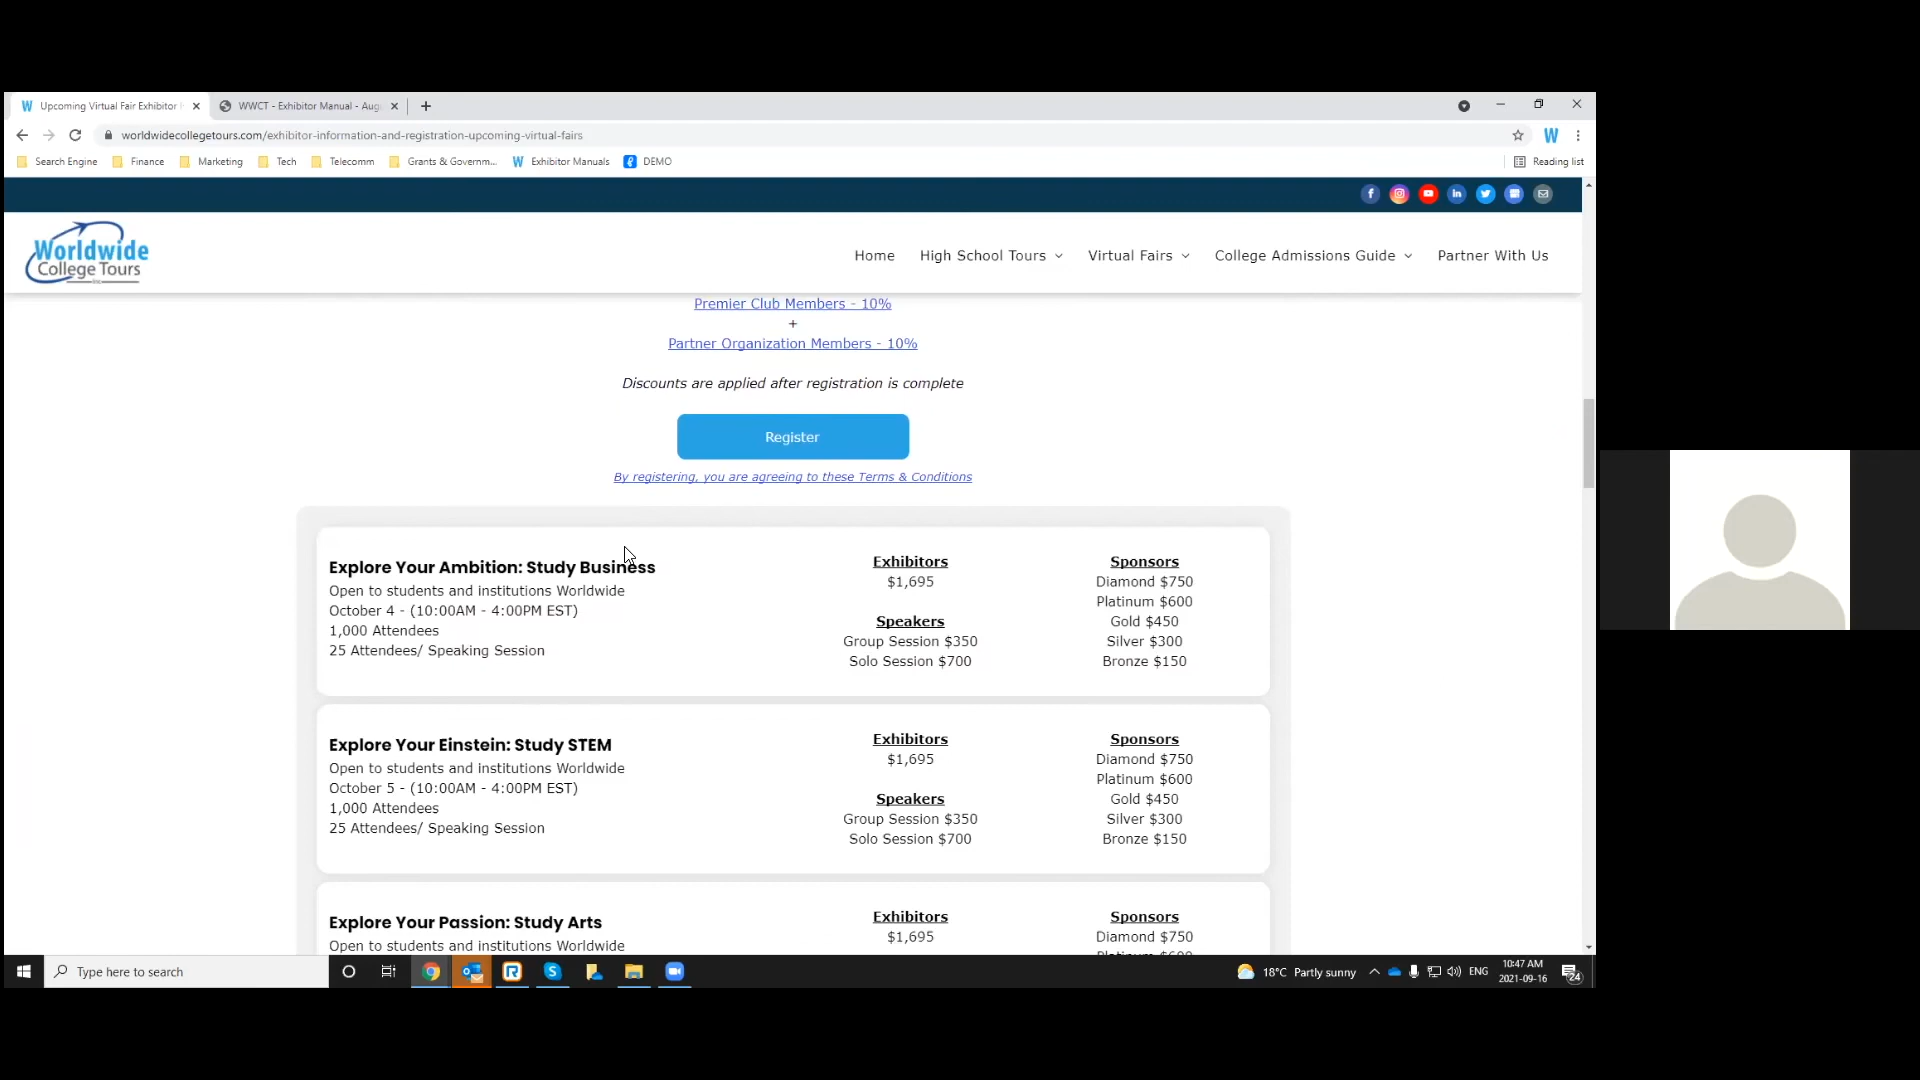 Upcoming Virtual Fair Exhibitor
WWCT - Exhibitor Manual - Aug
worldwidecollegetours.com/exhibitor-information-and-registration-upcoming-virtual-fairs
Search Engine
Finance
Marketing
Tech
Telecomm
Grants & Governm...
Exhibitor Manuals
DEMO
Reading list
Worldwide
College Tours
Inc
Home
High School Tours
Virtual Fairs
College Admissions Guide
Partner With Us
Premier Club Members - 10%
+
Partner Organization Members - 10%
Discounts are applied after registration is complete
Register
By registering, you are agreeing to these Terms & Conditions
Explore Your Ambition: Study Business
Open to students and institutions Worldwide
October 4 - (10:00AM - 4:00PM EST)
1,000 Attendees
25 Attendees/ Speaking Session
Exhibitors
$1,695
Speakers
Group Session $350
Solo Session $700
Sponsors
Diamond $750
Platinum $600
Gold $450
Silver $300
Bronze $150
Explore Your Einstein: Study STEM
Open to students and institutions Worldwide
October 5 - (10:00AM - 4:00PM EST)
1,000 Attendees
25 Attendees/ Speaking Session
Exhibitors
$1,695
Speakers
Group Session $350
Solo Session $700
Sponsors
Diamond $750
Platinum $600
Gold $450
Silver $300
Bronze $150
Explore Your Passion: Study Arts
Open to students and institutions Worldwide
Exhibitors
$1,695
Sponsors
Diamond $750
Platinum $600
Type here to search
18°C Partly sunny
ENG
10:47 AM
2021-09-16
24